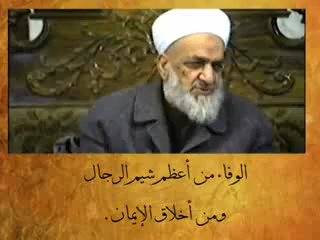 الوفاء من أعظم شيم الرجال
ومن أخلاق الإيمان.